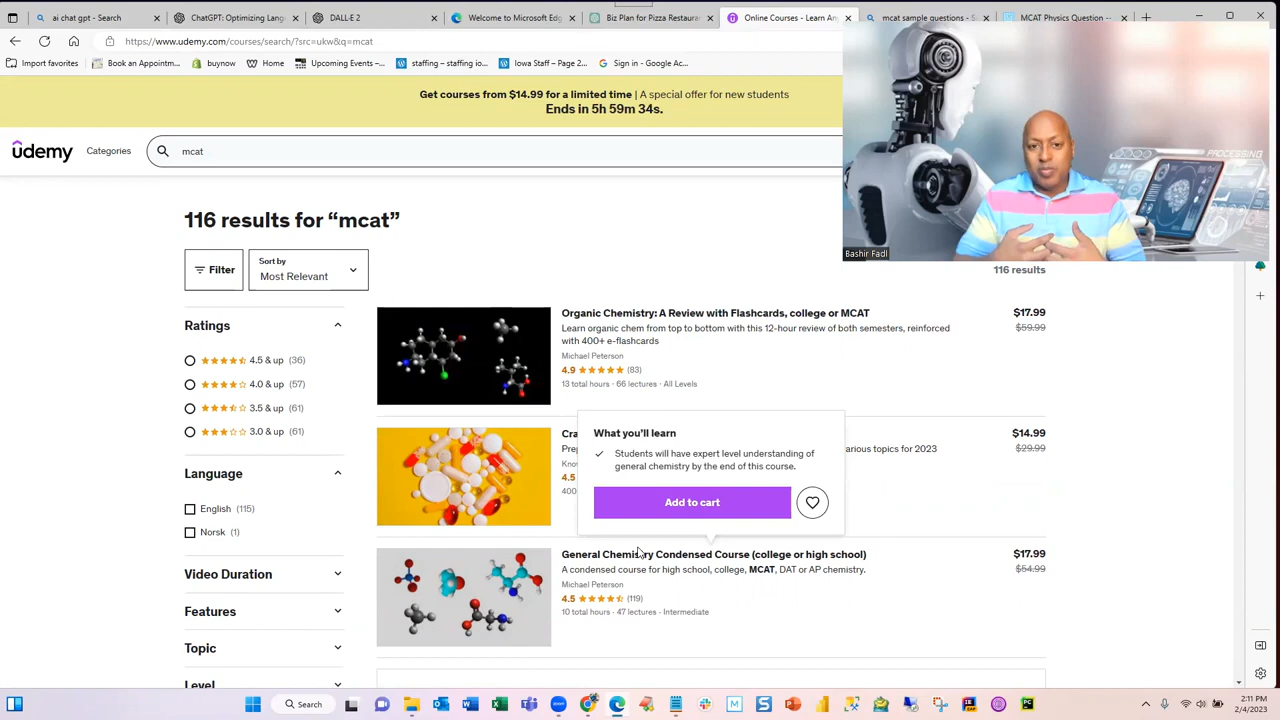 ai chat gpt - Search
ChatGPT: Optimizing Lang
DALL·E 2
Welcome to Microsoft Edg
Biz Plan for Pizza Restaura
Online Courses - Learn An
mcat sample questions - S
MCAT Physics Question --
https://www.udemy.com/courses/search/?src=ukw&q=mcat
Import favorites
Book an Appointm...
buynow
Home
Upcoming Events –...
staffing – staffing io...
Iowa Staff – Page 2...
Sign in - Google Ac...
Get courses from $14.99 for a limited time | A special offer for new students
Ends in 5h 59m 34s.
udemy
Categories
mcat
PROCESSING
Bashir Fadl
116 results for “mcat”
Filter
Sort by
Most Relevant
116 results
Ratings
4.5 & up (36)
4.0 & up (57)
3.5 & up (61)
3.0 & up (61)
Language
English (115)
Norsk (1)
Video Duration
Features
Topic
Level
Organic Chemistry: A Review with Flashcards, college or MCAT
$17.99
Learn organic chem from top to bottom with this 12-hour review of both semesters, reinforced
$59.99
with 400+ e-flashcards
Michael Peterson
4.9 (83)
13 total hours · 66 lectures · All Levels
Cra
$14.99
Prep
arious topics for 2023
$29.99
Know
4.5
400
What you’ll learn
Students will have expert level understanding of
general chemistry by the end of this course.
Add to cart
General Chemistry Condensed Course (college or high school)
$17.99
A condensed course for high school, college, MCAT, DAT or AP chemistry.
$54.99
Michael Peterson
4.5 (119)
10 total hours · 47 lectures · Intermediate
Search
2:11 PM
2/4/2023